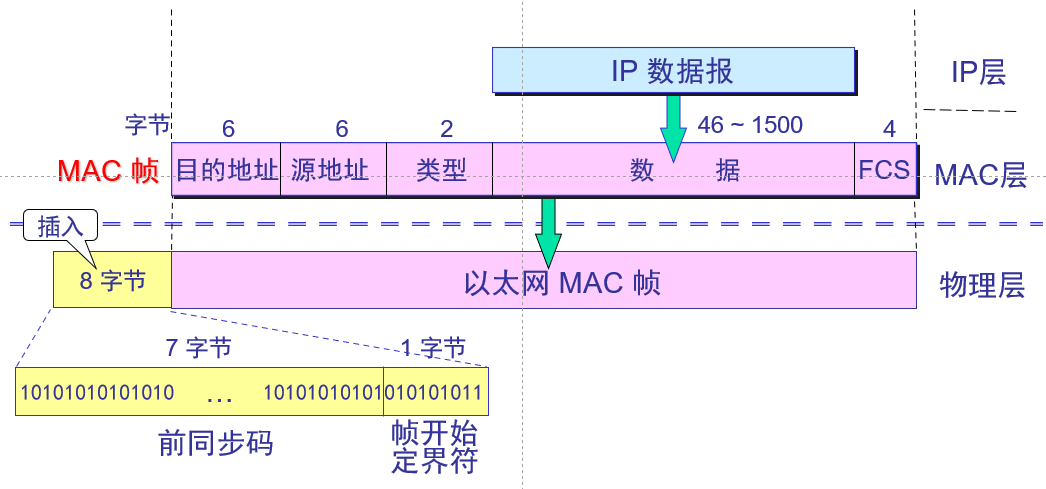 IP 数据报
IP层
字节 6 6 2 46 ~ 1500 4
MAC 帧 目的地址 源地址 类型 数 据 FCS MAC层
插入
8 字节 以太网 MAC 帧 物理层
7 字节 1 字节
10101010101010 … 10101010101 010101011
前同步码 帧开始
定界符